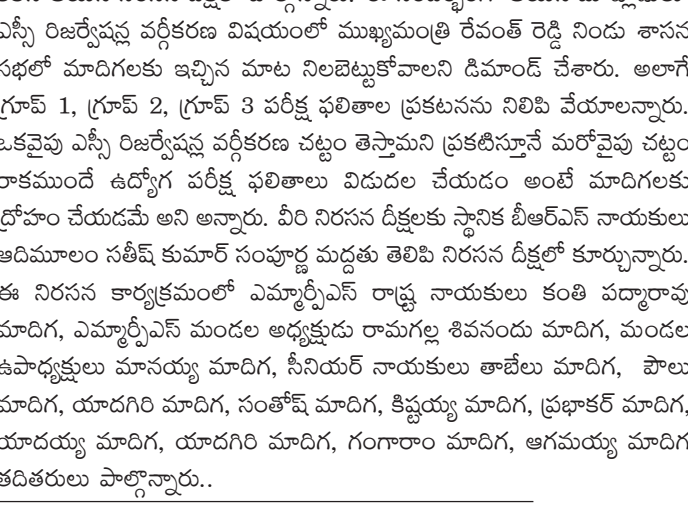 ఎస్సీ రిజర్వేషన్ల వర్గీకరణ విషయంలో ముఖ్యమంత్రి రేవంత్ రెడ్డి నిండు శాసన
సభలో మాదిగలకు ఇచ్చిన మాట నిలబెట్టుకోవాలని డిమాండ్ చేశారు. అలాగే
గ్రూప్ 1, గ్రూప్ 2, గ్రూప్ 3 పరీక్ష ఫలితాల ప్రకటనను నిలిపి వేయాలన్నారు.
ఒకవైపు ఎస్సీ రిజర్వేషన్ల వర్గీకరణ చట్టం తెస్తామని ప్రకటిస్తూనే మరోవైపు చట్టం
రాకముందే ఉద్యోగ పరీక్ష ఫలితాలు విడుదల చేయడం అంటే మాదిగలకు
ద్రోహం చేయడమే అని అన్నారు. వీరి నిరసన దీక్షలకు స్థానిక బీఆర్ఎస్ నాయకులు
ఆదిమూలం సతీష్ కుమార్ సంపూర్ణ మద్దతు తెలిపి నిరసన దీక్షలో కూర్చున్నారు.
ఈ నిరసన కార్యక్రమంలో ఎమ్మార్పీఎస్ రాష్ట్ర నాయకులు కంతి పద్మారావు
మాదిగ, ఎమ్మార్పీఎస్ మండల అధ్యక్షుడు రామగల్ల శివనందు మాదిగ, మండల
ఉపాధ్యక్షులు మానయ్య మాదిగ, సీనియర్ నాయకులు తాబేలు మాదిగ, పౌలు
మాదిగ, యాదగిరి మాదిగ, సంతోష్ మాదిగ, కిష్టయ్య మాదిగ, ప్రభాకర్ మాదిగ,
యాదయ్య మాదిగ, యాదగిరి మాదిగ, గంగారాం మాదిగ, ఆగమయ్య మాదిగ
తదితరులు పాల్గొన్నారు..